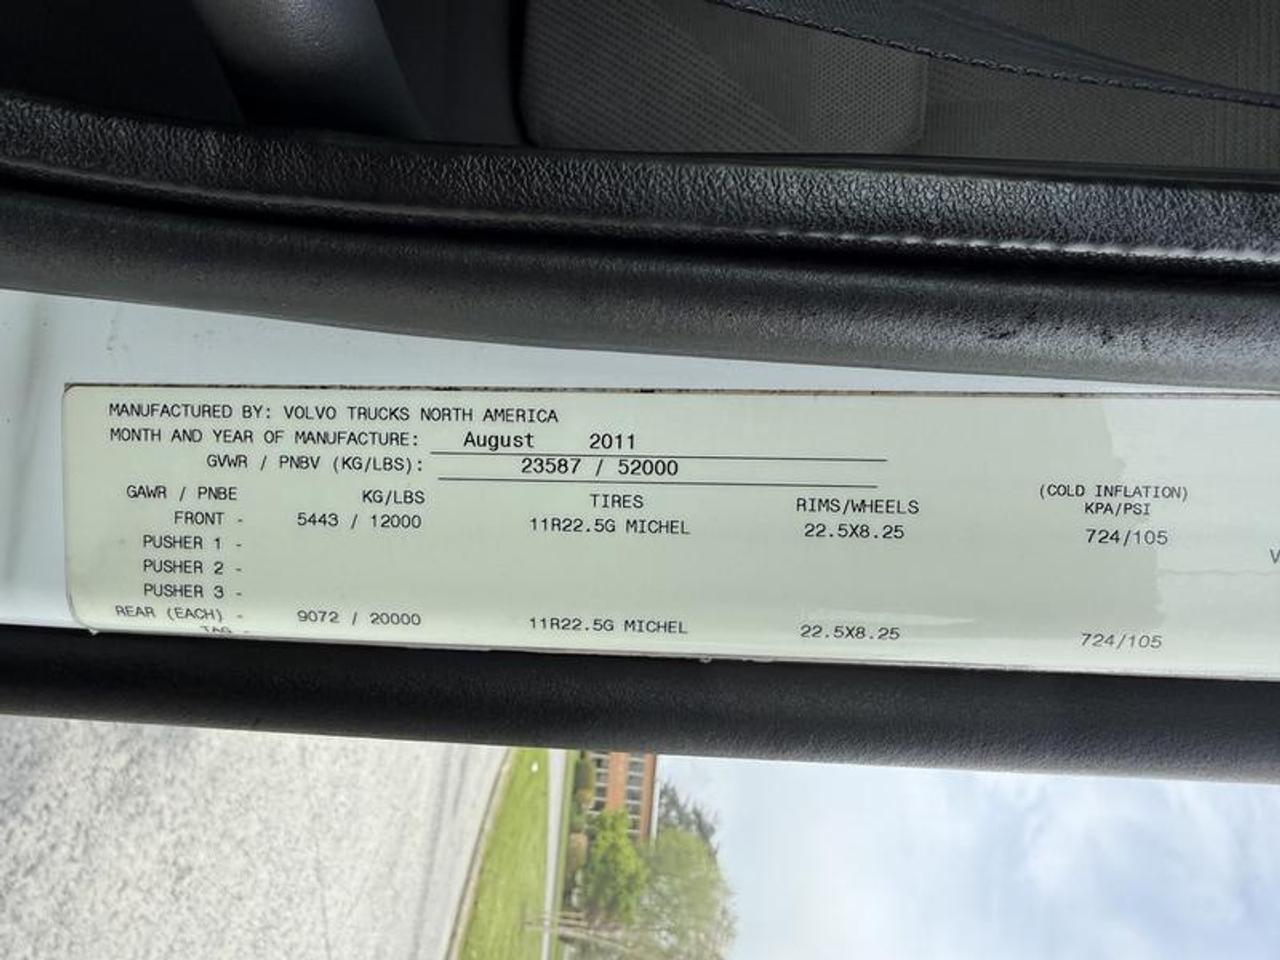 MANUFACTURED BY: VOLVO TRUCKS NORTH AMERICA
MONTH AND YEAR OF MANUFACTURE: August 2011
GVWR / PNBV (KG/LBS): 23587 / 52000
GAWR / PNBE KG/LBS TIRES RIMS/WHEELS (COLD INFLATION) KPA/PSI
FRONT - 5443 / 12000 11R22.5G MICHEL 22.5X8.25 724/105
PUSHER 1 -
PUSHER 2 -
PUSHER 3 -
REAR (EACH) - 9072 / 20000 11R22.5G MICHEL 22.5X8.25 724/105
TAG -